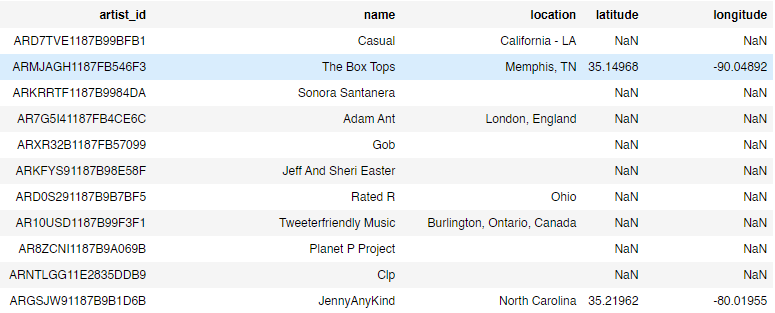 artist_id name location latitude longitude
ARD7TVE1187B99BFB1 Casual California - LA NaN NaN
ARMJAGH1187FB546F3 The Box Tops Memphis, TN 35.14968 -90.04892
ARKRRTF1187B9984DA Sonora Santanera NaN NaN
AR7G5I41187FB4CE6C Adam Ant London, England NaN NaN
ARXR32B1187FB57099 Gob NaN NaN
ARKFYS91187B98E58F Jeff And Sheri Easter NaN NaN
ARD0S291187B9B7BF5 Rated R Ohio NaN NaN
AR10USD1187B99F3F1 Tweeterfriendly Music Burlington, Ontario, Canada NaN NaN
AR8ZCNI1187B9A069B Planet P Project NaN NaN
ARNTLGG11E2835DDB9 Clp NaN NaN
ARGSJW91187B9B1D6B JennyAnyKind North Carolina 35.21962 -80.01955